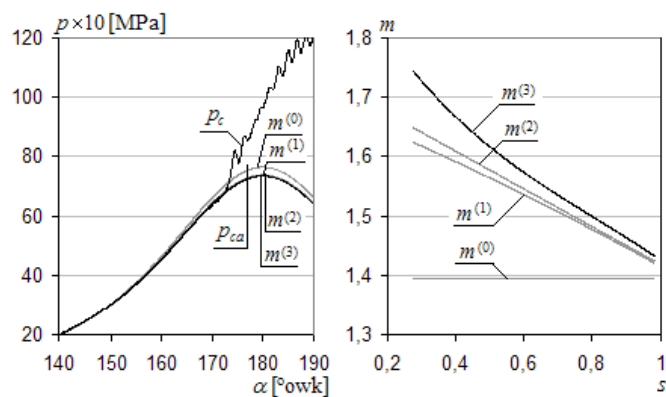 p×10 [MPa]
120
100
80
60
40
20
140 150 160 170 180 190
α [°owk]
p_c
m^(0)
m^(1)
m^(2)
m^(3)
p_ca
m
1,8
1,7
1,6
1,5
1,4
1,3
0,2 0,4 0,6 0,8 1
s
m^(3)
m^(2)
m^(1)
m^(0)